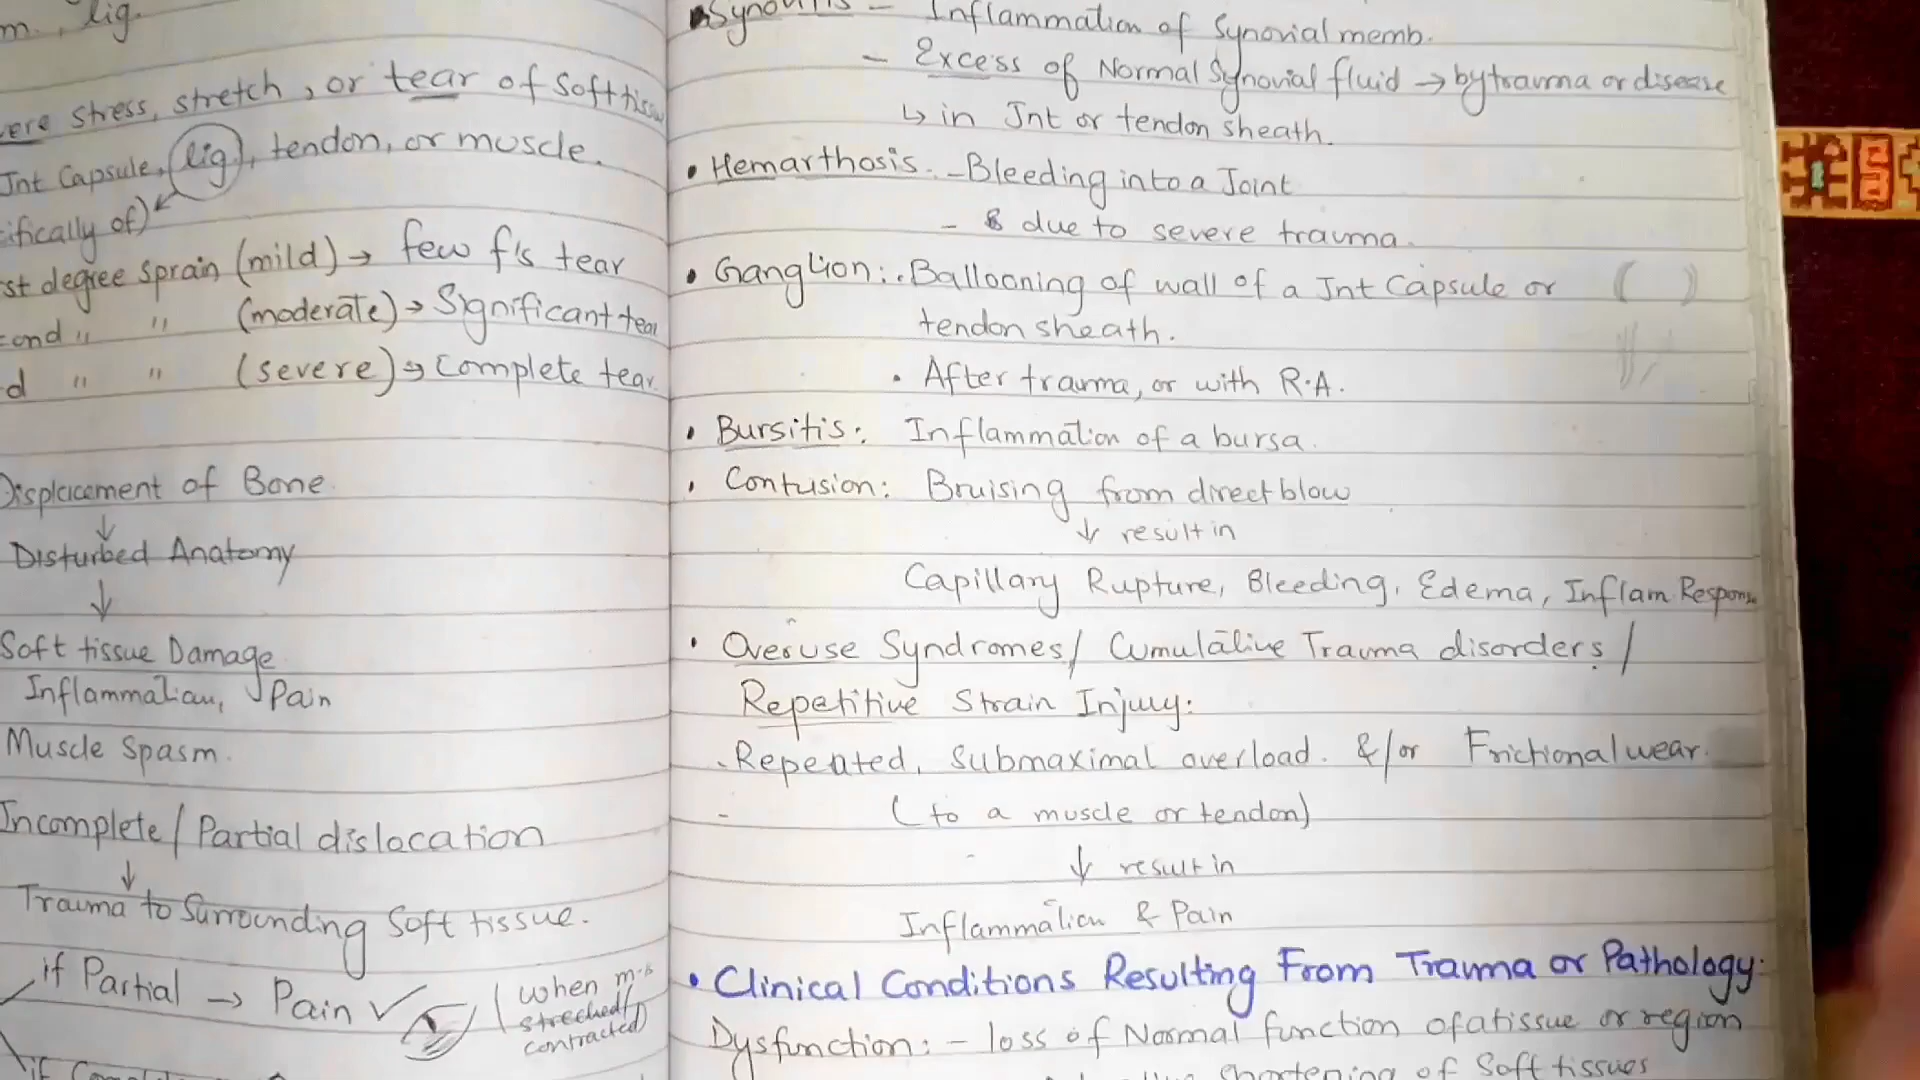 m., lig.
ere stress, stretch, or tear of Soft
Jnt Capsule, lig., tendon, or muscle.
ifically of)
st degree sprain (mild) → few f's tear
cond " " (moderate) → Significant tear
d " " (severe) → Complete tear.
Displacement of Bone
↓
Disturbed Anatomy
↓
Soft tissue Damage
Inflammation, Pain
Muscle Spasm.
Incomplete / Partial dislocation
↓
Trauma to Surrounding Soft tissue.
if Partial → Pain ✓ (when m.s
streched/
contracted)
if
Synovitis - Inflammation of Synovial memb.
- Excess of Normal Synovial fluid → by trauma or disease
↳ in Jnt or tendon sheath.
• Hemarthosis. - Bleeding into a Joint
- due to severe trauma.
• Ganglion: . Ballooning of wall of a Jnt Capsule or ( )
tendon sheath.
• After trauma, or with R.A.
• Bursitis: Inflammation of a bursa.
• Contusion: Bruising from direct blow
↓ result in
Capillary Rupture, Bleeding, Edema, Inflam Response
• Overuse Syndromes / Cumulative Trauma disorders /
Repetitive Strain Injury:
- Repeated, submaximal overload. &/or Frictional wear.
- (to a muscle or tendon)
↓ result in
Inflammation & Pain
• Clinical Conditions Resulting From Trauma or Pathology:
Dysfunction: - loss of Normal function of a tissue or region
shortening of Soft tissues